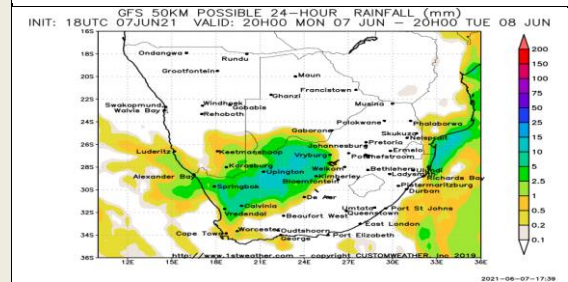 GFS 50KM POSSIBLE 24-HOUR RAINFALL (mm)
INIT: 18UTC 07JUN21 VALID: 20H00 MON 07 JUN - 20H00 TUE 08 JUN
16S
18S
20S
22S
24S
26S
28S
30S
32S
34S
36S
Ondangwa
Rundu
Grootfontein
Maun
Francistown
Ghanzi
Musina
Swakopmund
Windhoek
Gobabis
Walvis Bay
Rehoboth
Polokwane
Phalaborwa
Skukuza
Gaborone
Nelspruit
Pretoria
Johannesburg
Luderitz
Keetmanshoop
Vryburg
Ermelo
Karasburg
Welkom
Bethlehem
Alexander Bay
Upington
Kimberley
Ladysmith
Richards Bay
Springbok
Bloemfontein
Pietermaritzburg
Durban
De Aar
Calvinia
Vredendal
Beaufort West
Umtata
Port St Johns
Queenstown
East London
Cape Town
Worcester
Oudtshoorn
George
Port Elizabeth
http://www.1stweather.com - copyright CUSTOMWEATHER, Inc 2019
12E
15E
18E
21E
24E
27E
30E
33E
36E
200
150
100
75
50
25
15
10
5
2.5
1
0.5
0.2
0.1
2021-06-07-17:39